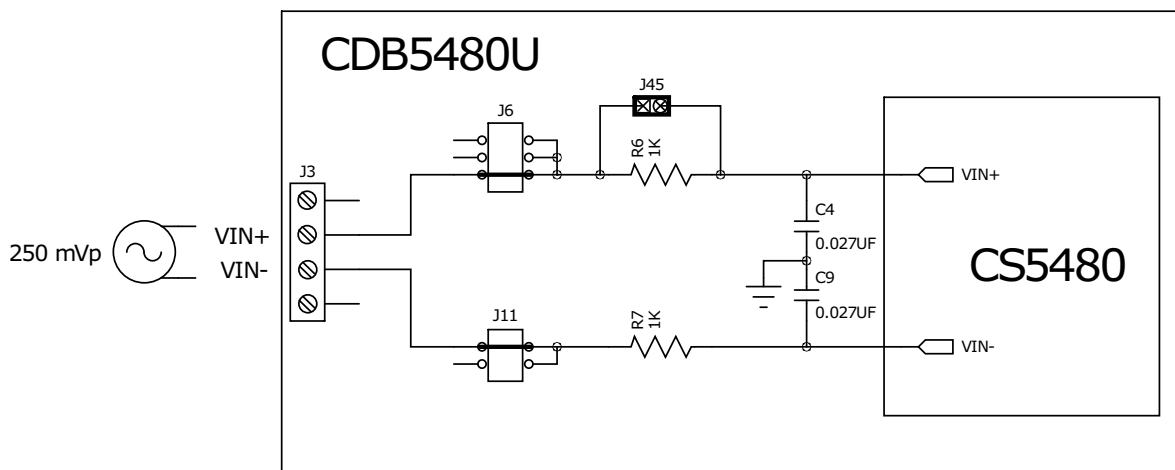 CDB5480U
J45
J6
R6
1K
J3
VIN+
C4
250 mVp
VIN+
VIN-
0.027UF
CS5480
C9
J11
R7
1K
0.027UF
VIN-